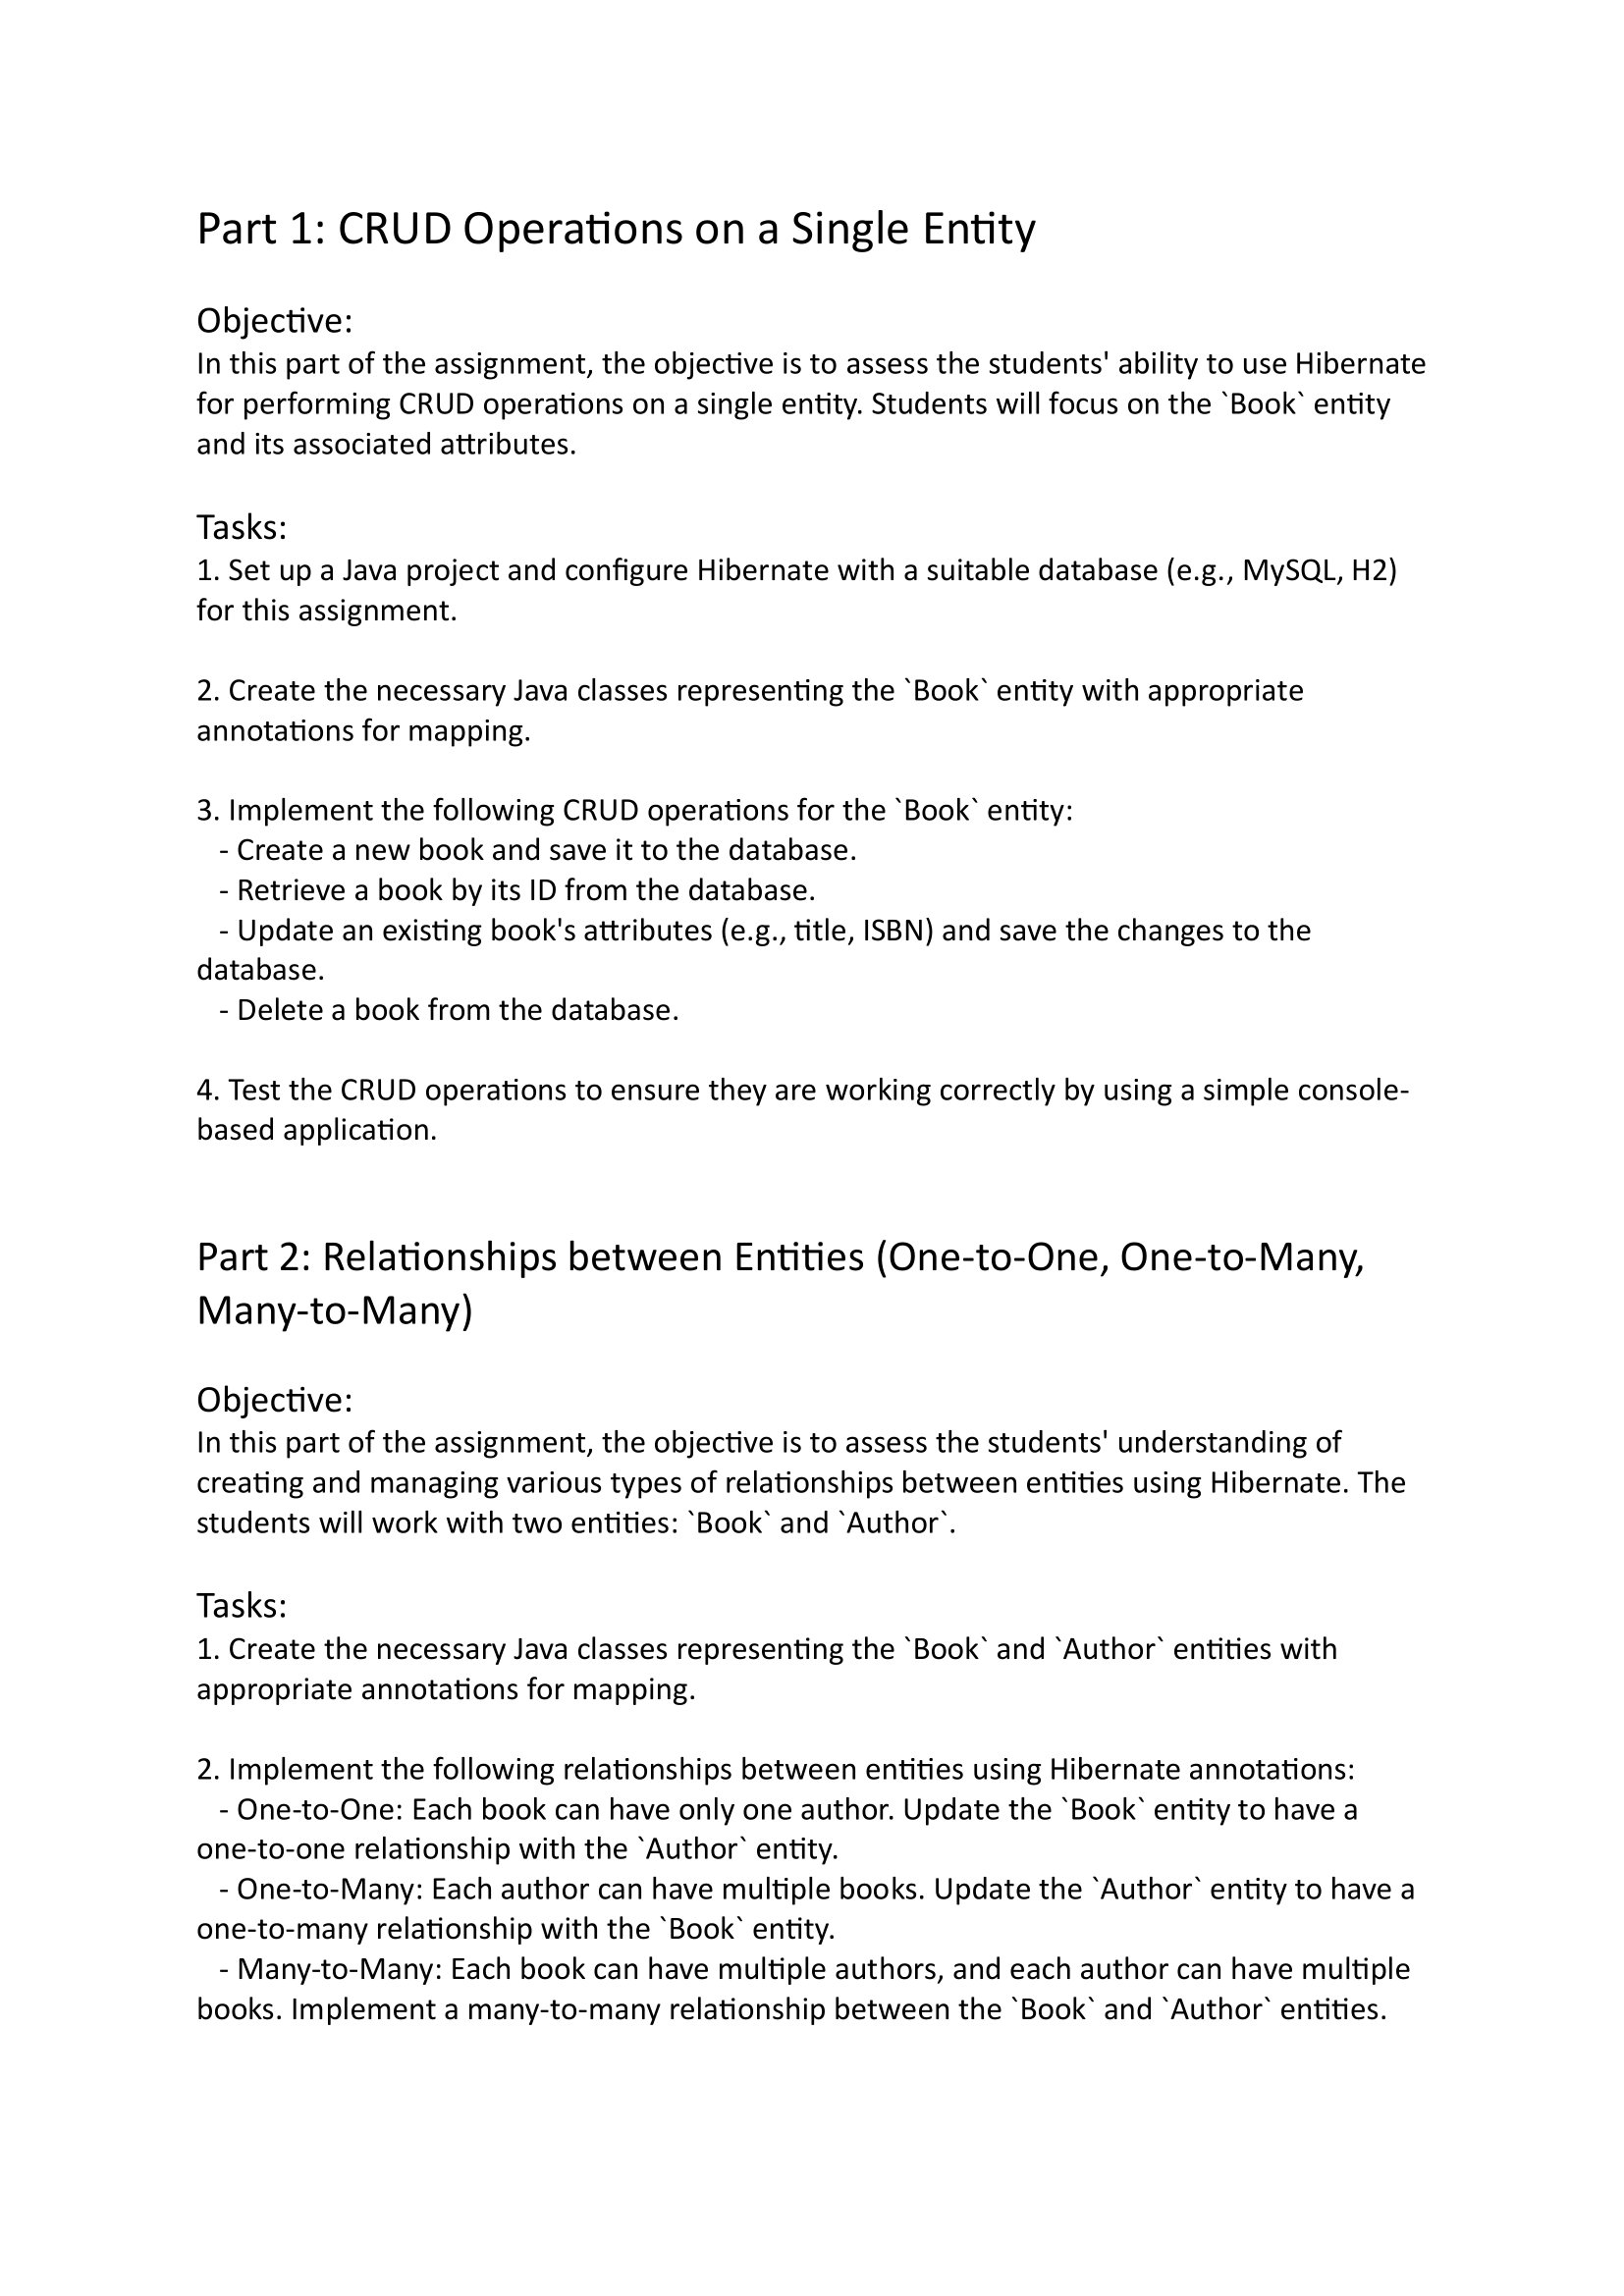 Part 1: CRUD Operations on a Single Entity
Objective:
In this part of the assignment, the objective is to assess the students' ability to use Hibernate
for performing CRUD operations on a single entity. Students will focus on the `Book` entity
and its associated attributes.
Tasks:
1. Set up a Java project and configure Hibernate with a suitable database (e.g., MySQL, H2)
for this assignment.
2. Create the necessary Java classes representing the `Book` entity with appropriate
annotations for mapping.
3. Implement the following CRUD operations for the `Book` entity:
- Create a new book and save it to the database.
- Retrieve a book by its ID from the database.
- Update an existing book's attributes (e.g., title, ISBN) and save the changes to the
database.
- Delete a book from the database.
4. Test the CRUD operations to ensure they are working correctly by using a simple console-
based application.
Part 2: Relationships between Entities (One-to-One, One-to-Many,
Many-to-Many)
Objective:
In this part of the assignment, the objective is to assess the students' understanding of
creating and managing various types of relationships between entities using Hibernate. The
students will work with two entities: `Book` and `Author`.
Tasks:
1. Create the necessary Java classes representing the `Book` and `Author` entities with
appropriate annotations for mapping.
2. Implement the following relationships between entities using Hibernate annotations:
- One-to-One: Each book can have only one author. Update the `Book` entity to have a
one-to-one relationship with the `Author` entity.
- One-to-Many: Each author can have multiple books. Update the `Author` entity to have a
one-to-many relationship with the `Book` entity.
- Many-to-Many: Each book can have multiple authors, and each author can have multiple
books. Implement a many-to-many relationship between the `Book` and `Author` entities.